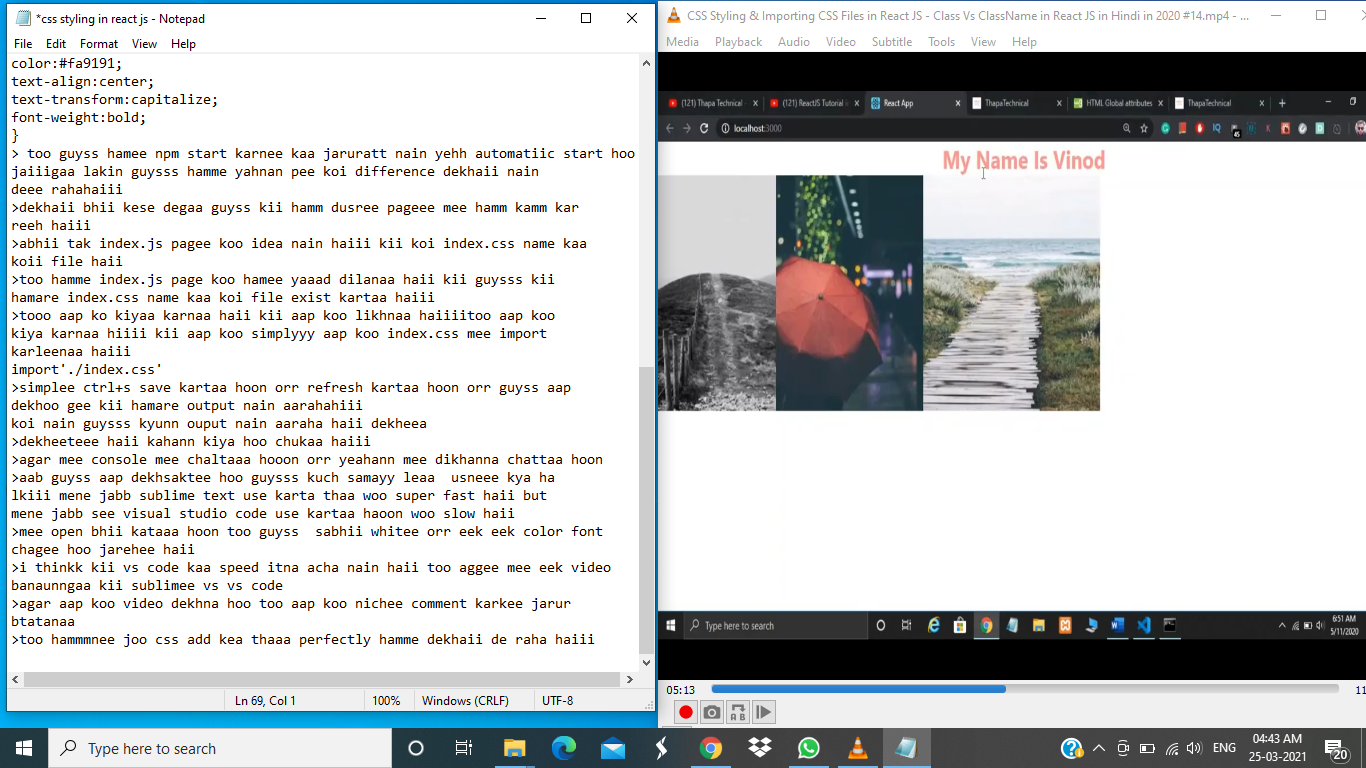 *css styling in react js - Notepad
File Edit Format View Help
color:#fa9191;
text-align:center;
text-transform:capitalize;
font-weight:bold;
}
> too guyss hamee npm start karnee kaa jaruratt nain yehh automatiic start hoo
jaiiigaa lakin guysss hamme yahnan pee koi difference dekhaii nain
deee rahahaiii
>dekhaii bhii kese degaa guyss kii hamm dusree pageee mee hamm kamm kar
reeh haiii
>abhii tak index.js pagee koo idea nain haiii kii koi index.css name kaa
koii file haii
>too hamme index.js page koo hamee yaaad dilanaa haii kii guysss kii
hamare index.css name kaa koi file exist kartaa haiii
>tooo aap ko kiyaa karnaa haii kii aap koo likhnaa haiiiitoo aap koo
kiya karnaa hiiii kii aap koo simplyyy aap koo index.css mee import
karleenaa haiii
import'./index.css'
>simplee ctrl+s save kartaa hoon orr refresh kartaa hoon orr guyss aap
dekhoo gee kii hamare output nain aarahahiii
koi nain guysss kyunn ouput nain aaraha haii dekheea
>dekheeteee haii kahann kiya hoo chukaa haiii
>agar mee console mee chaltaaa hooon orr yeahann mee dikhanna chattaa hoon
>aab guyss aap dekhsaktee hoo guysss kuch samayy leaa  usneee kya ha
lkiii mene jabb sublime text use karta thaa woo super fast haii but
mene jabb see visual studio code use kartaa haoon woo slow haii
>mee open bhii kataaa hoon too guyss  sabhii whitee orr eek eek color font
chagee hoo jarehee haii
>i thinkk kii vs code kaa speed itna acha nain haii too aggee mee eek video
banaunngaa kii sublimee vs vs code
>agar aap koo video dekhna hoo too aap koo nichee comment karkee jarur
btatanaa
>too hammmnee joo css add kea thaaa perfectly hamme dekhaii de raha haiii
Ln 69, Col 1 100% Windows (CRLF) UTF-8
CSS Styling & Importing CSS Files in React JS - Class Vs ClassName in React JS in Hindi in 2020 #14.mp4 - ...
Media Playback Audio Video Subtitle Tools View Help
(121) Thapa Technical (121) ReactJS Tutorial React App ThapaTechnical HTML Global attributes ThapaTechnical
localhost:3000
My Name Is Vinod
Type here to search
6:51 AM
5/11/2020
05:13 11
Type here to search
ENG
04:43 AM
25-03-2021
20